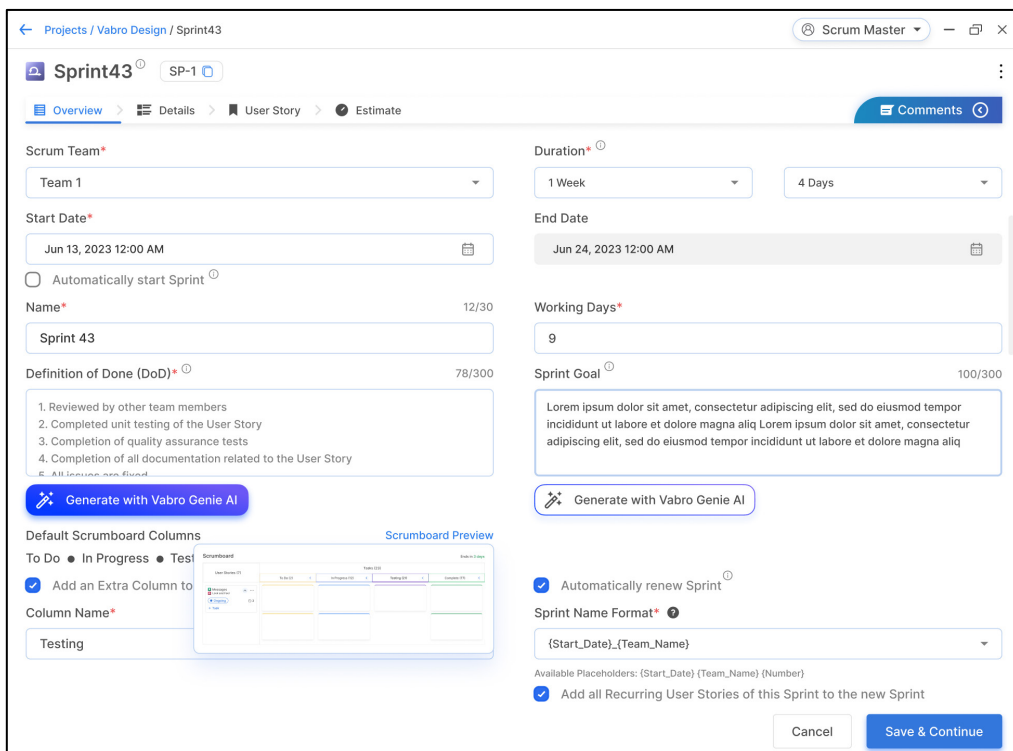 Projects / Vabro Design / Sprint43
Scrum Master
Sprint43
SP-1
Overview
Details
User Story
Estimate
Comments
Scrum Team*
Duration*
Team 1
1 Week
4 Days
Start Date*
End Date
Jun 13, 2023 12:00 AM
Jun 24, 2023 12:00 AM
Automatically start Sprint
Name*
12/30
Working Days*
Sprint 43
9
Definition of Done (DoD)*
78/300
Sprint Goal
100/300
1. Reviewed by other team members
2. Completed unit testing of the User Story
3. Completion of quality assurance tests
4. Completion of all documentation related to the User Story
5. All issues are fixed
Lorem ipsum dolor sit amet, consectetur adipiscing elit, sed do eiusmod tempor
incididunt ut labore et dolore magna aliq Lorem ipsum dolor sit amet, consectetur
adipiscing elit, sed do eiusmod tempor incididunt ut labore et dolore magna aliq
Generate with Vabro Genie AI
Generate with Vabro Genie AI
Default Scrumboard Columns
Scrumboard Preview
To Do ● In Progress ● Test
Scrumboard
Add an Extra Column to
Automatically renew Sprint
Column Name*
Sprint Name Format*
Testing
{Start_Date}_{Team_Name}
Available Placeholders: {Start_Date} {Team_Name} {Number}
Add all Recurring User Stories of this Sprint to the new Sprint
Cancel
Save & Continue